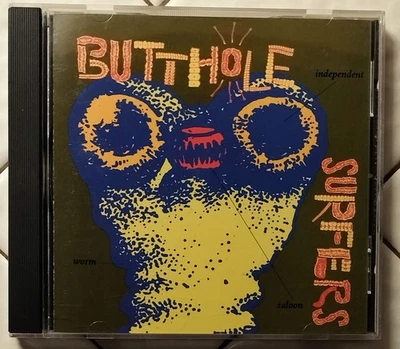 BUTTHOLE
independent
SURFERS
worm
saloon